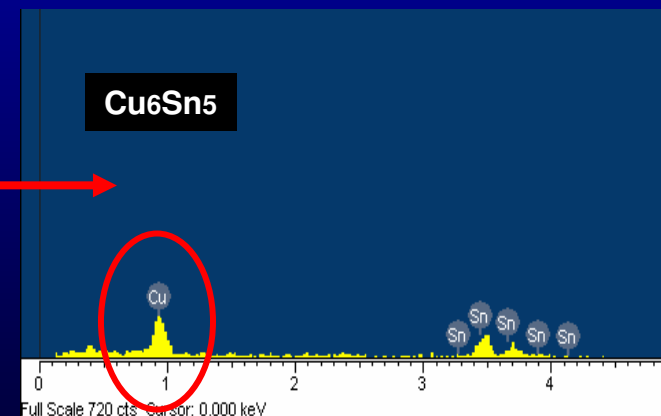 Cu6Sn5
Cu
Sn Sn Sn Sn Sn
0 1 2 3 4
Full Scale 720 cts Cursor: 0.000 keV